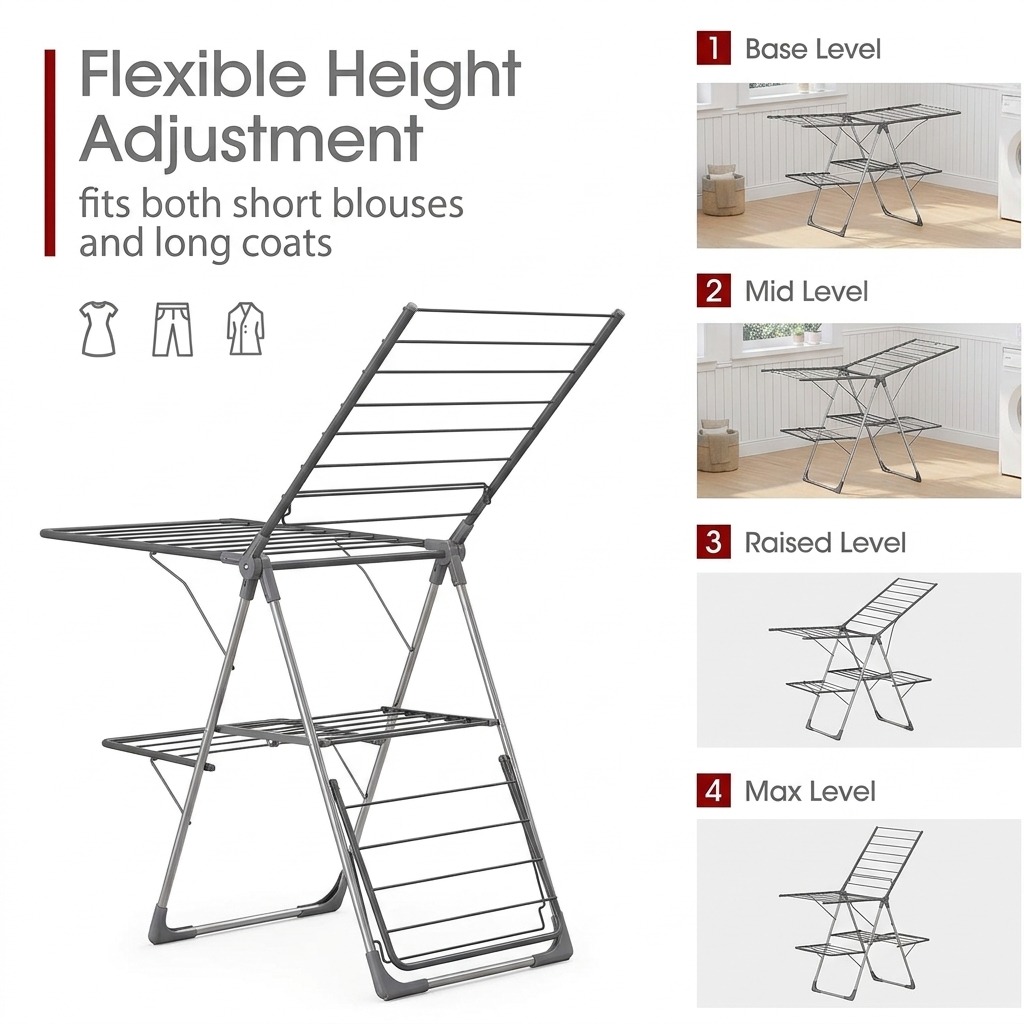 Flexible Height
Adjustment
fits both short blouses
and long coats
1 Base Level
2 Mid Level
3 Raised Level
4 Max Level